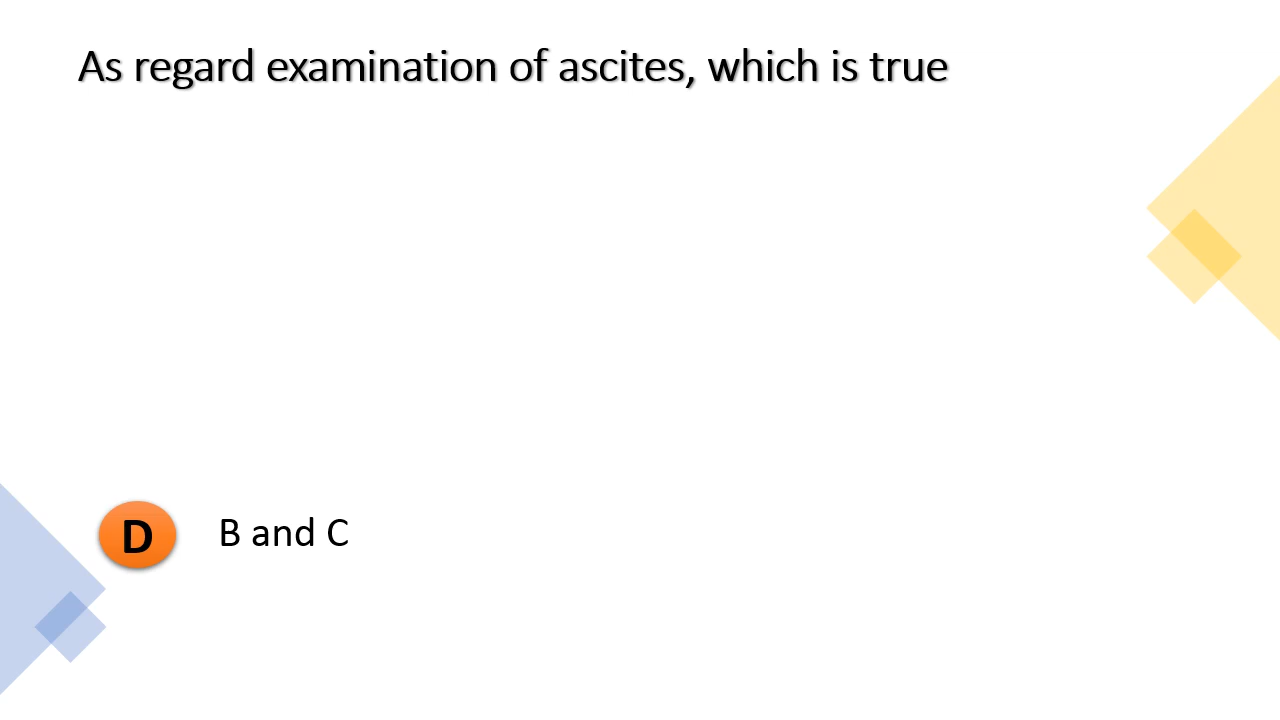 As regard examination of ascites, which is true
D B and C